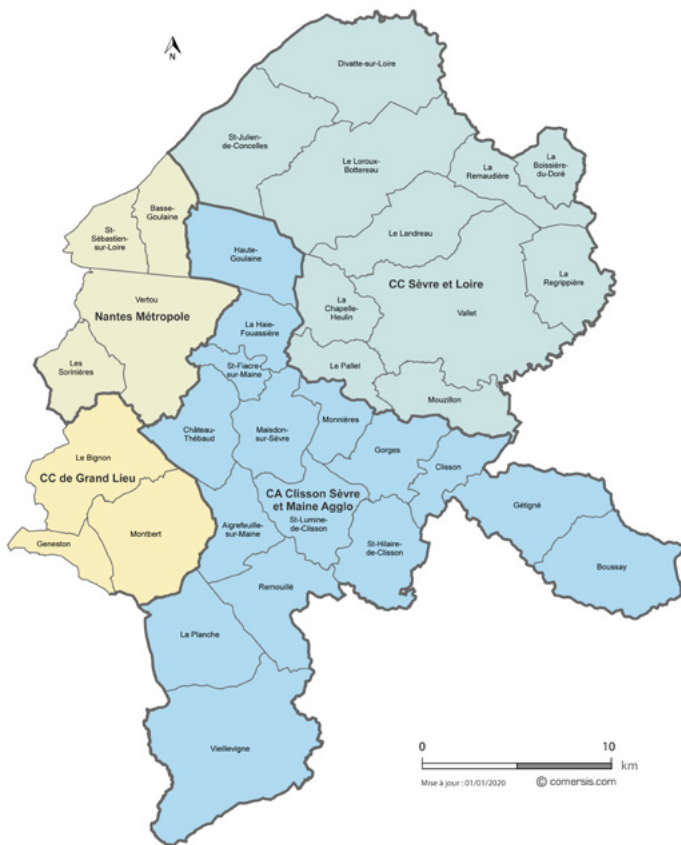 N
Divatte-sur-Loire
St-Julien-
de-Concelles
Le Loroux-
Bottereau
La
Remaudière
La
Boissière-
du-Doré
Basse-
Goulaine
St-
Sébastien-
sur-Loire
Haute-
Goulaine
Le Landreau
CC Sèvre et Loire
La
Regrippière
Vertou
Nantes Métropole
La
Chapelle-
Heulin
Vallet
La Haie-
Fouassière
Les
Sorinières
St-Fiacre-
sur-Maine
Le Pallet
Mouzillon
Château-
Thébaud
Maisdon-
sur-Sèvre
Monnières
Gorges
Clisson
Le Bignon
CC de Grand Lieu
CA Clisson Sèvre
et Maine Agglo
Gétigné
Geneston
Montbert
Aigrefeuille-
sur-Maine
St-Lumine-
de-Clisson
St-Hilaire-
de-Clisson
Boussay
Remouillé
La Planche
Vieillevigne
0 10
km
Mise à jour : 01/01/2020 © comersis.com